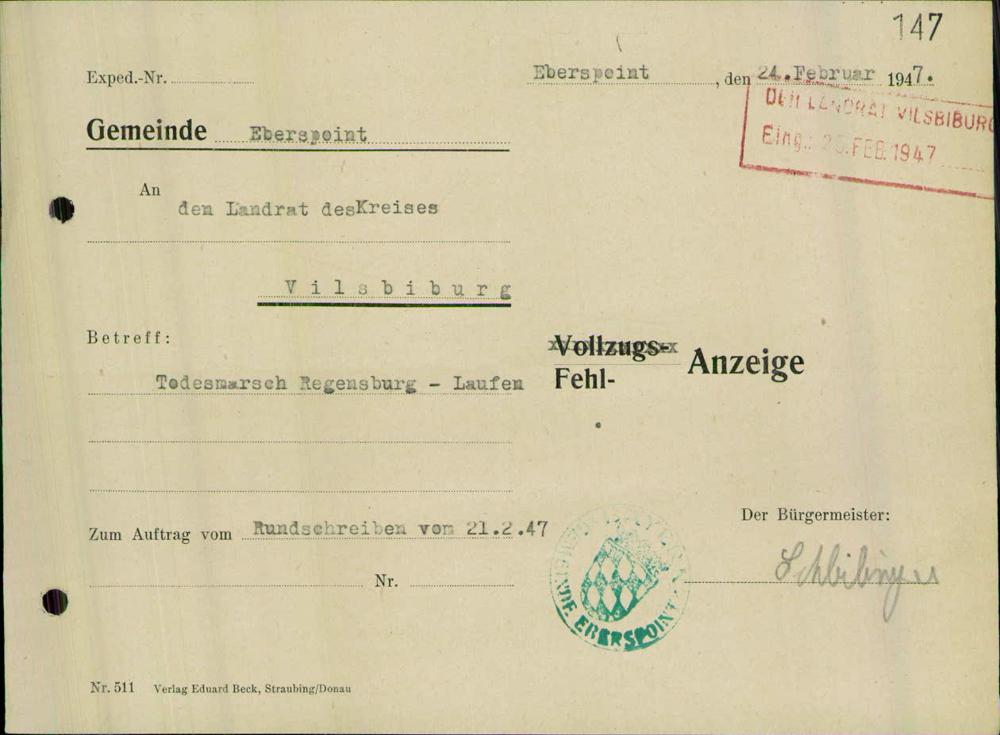 147
Exped.-Nr.
Eberspoint, den 24. Februar 1947.
DER LANDRAT VILSBIBURG
Eing.: 25. FEB. 1947
Gemeinde Eberspoint
An
den Landrat desKreises
Vilsbiburg
Betreff:
Vollzugs-
Fehl- Anzeige
Todesmarsch Regensburg - Laufen
Der Bürgermeister:
Zum Auftrag vom Rundschreiben vom 21.2.47
Nr.
EBERSPOINT
Nr. 511 Verlag Eduard Beck, Straubing/Donau